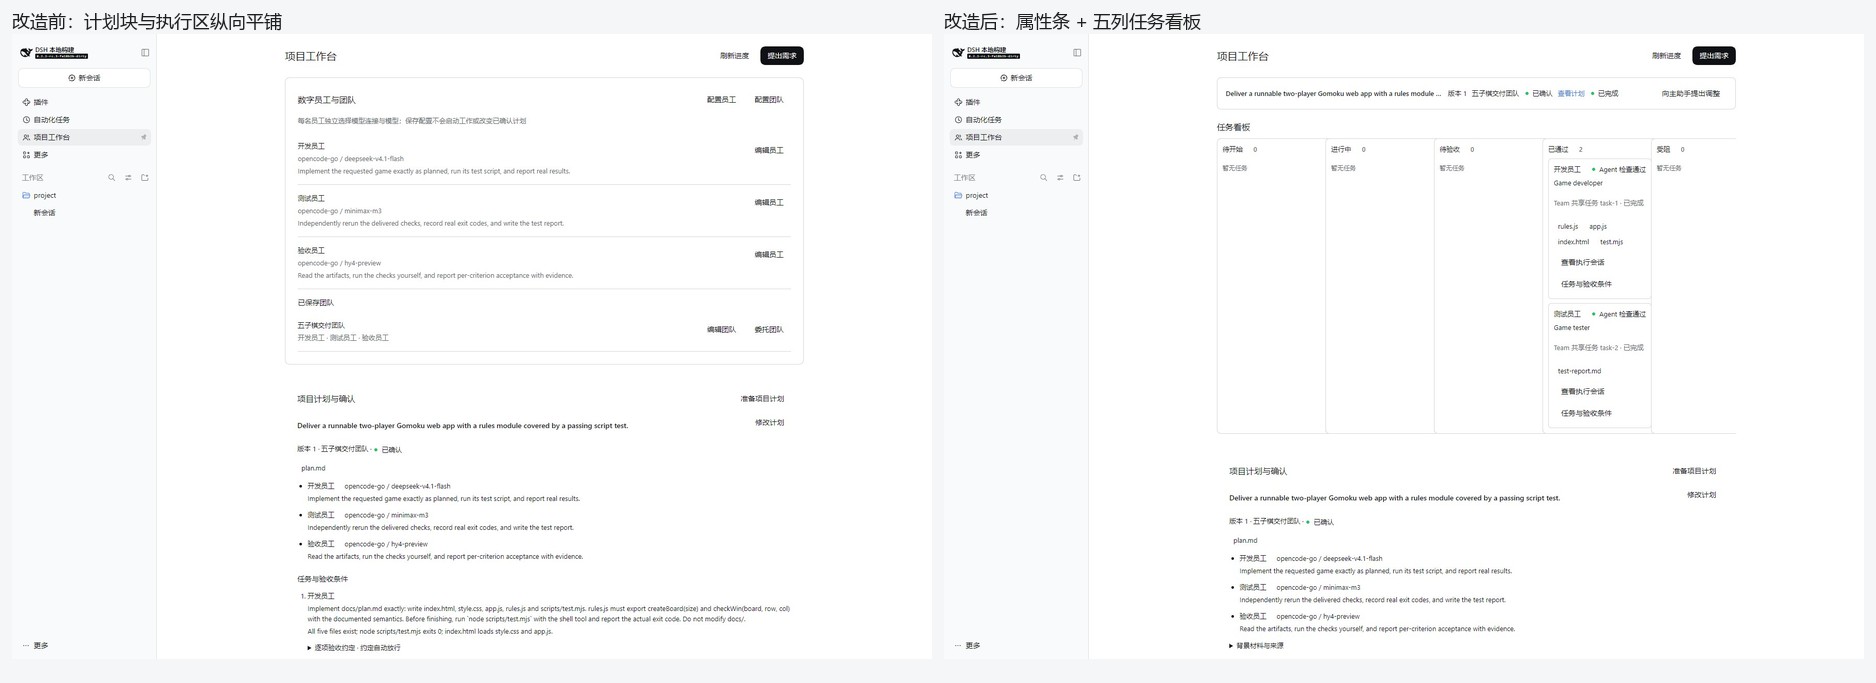 改造前：计划块与执行区纵向平铺
DSH 本地构建
新会话
插件
自动化任务
项目工作台
更多
工作区
project
新会话
更多
项目工作台
刷新进度
提出需求
数字员工与团队
配置员工
配置团队
每名员工独立选择模型连接与模型；保存配置不会启动工作或改变已确认计划
开发员工
opencode-go / deepseek-v4.1-flash
Implement the requested game exactly as planned, run its test script, and report real results.
编辑员工
测试员工
opencode-go / minimax-m3
Independently rerun the delivered checks, record real exit codes, and write the test report.
编辑员工
验收员工
opencode-go / hy4-preview
Read the artifacts, run the checks yourself, and report per-criterion acceptance with evidence.
编辑员工
已保存团队
五子棋交付团队
开发员工 · 测试员工 · 验收员工
编辑团队
委托团队
项目计划与确认
准备项目计划
Deliver a runnable two-player Gomoku web app with a rules module covered by a passing script test.
修改计划
版本 1 · 五子棋交付团队 · 已确认
plan.md
开发员工 opencode-go / deepseek-v4.1-flash
Implement the requested game exactly as planned, run its test script, and report real results.
测试员工 opencode-go / minimax-m3
Independently rerun the delivered checks, record real exit codes, and write the test report.
验收员工 opencode-go / hy4-preview
Read the artifacts, run the checks yourself, and report per-criterion acceptance with evidence.
任务与验收条件
1. 开发员工
Implement docs/plan.md exactly: write index.html, style.css, app.js, rules.js and scripts/test.mjs. rules.js must export createBoard(size) and checkWin(board, row, col)
with the documented semantics. Before finishing, run `node scripts/test.mjs` with the shell tool and report the actual exit code. Do not modify docs/.
All five files exist; node scripts/test.mjs exits 0; index.html loads style.css and app.js.
逐项验收约定 · 约定自动放行
改造后：属性条 + 五列任务看板
DSH 本地构建
新会话
插件
自动化任务
项目工作台
更多
工作区
project
新会话
更多
项目工作台
刷新进度
提出需求
Deliver a runnable two-player Gomoku web app with a rules module ... 版本 1 五子棋交付团队 已确认 查看计划 已完成
向主助手提出调整
任务看板
待开始 0
暂无任务
进行中 0
暂无任务
待验收 0
暂无任务
已通过 2
开发员工 Agent 检查通过
Game developer
Team 共享任务 task-1 · 已完成
rules.js app.js
index.html test.mjs
查看执行会话
任务与验收条件
测试员工 Agent 检查通过
Game tester
Team 共享任务 task-2 · 已完成
test-report.md
查看执行会话
任务与验收条件
受阻 0
暂无任务
项目计划与确认
准备项目计划
Deliver a runnable two-player Gomoku web app with a rules module covered by a passing script test.
修改计划
版本 1 · 五子棋交付团队 · 已确认
plan.md
开发员工 opencode-go / deepseek-v4.1-flash
Implement the requested game exactly as planned, run its test script, and report real results.
测试员工 opencode-go / minimax-m3
Independently rerun the delivered checks, record real exit codes, and write the test report.
验收员工 opencode-go / hy4-preview
Read the artifacts, run the checks yourself, and report per-criterion acceptance with evidence.
背景材料与来源